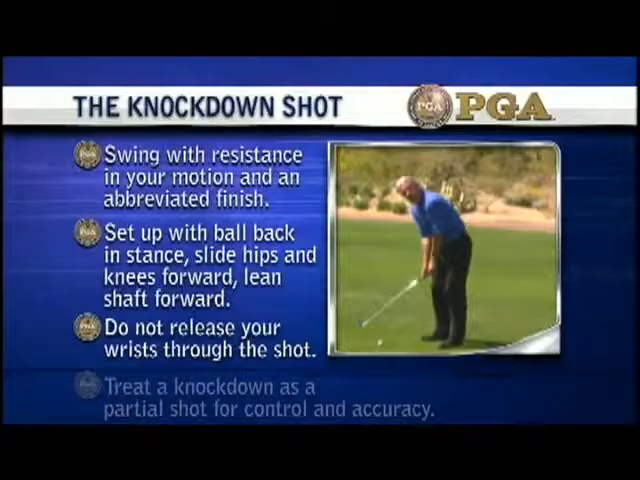 THE KNOCKDOWN SHOT
PGA
PGA
Swing with resistance
in your motion and an
abbreviated finish.
Set up with ball back
in stance, slide hips and
knees forward, lean
shaft forward.
Do not release your
wrists through the shot.
Treat a knockdown as a
partial shot for control and accuracy.